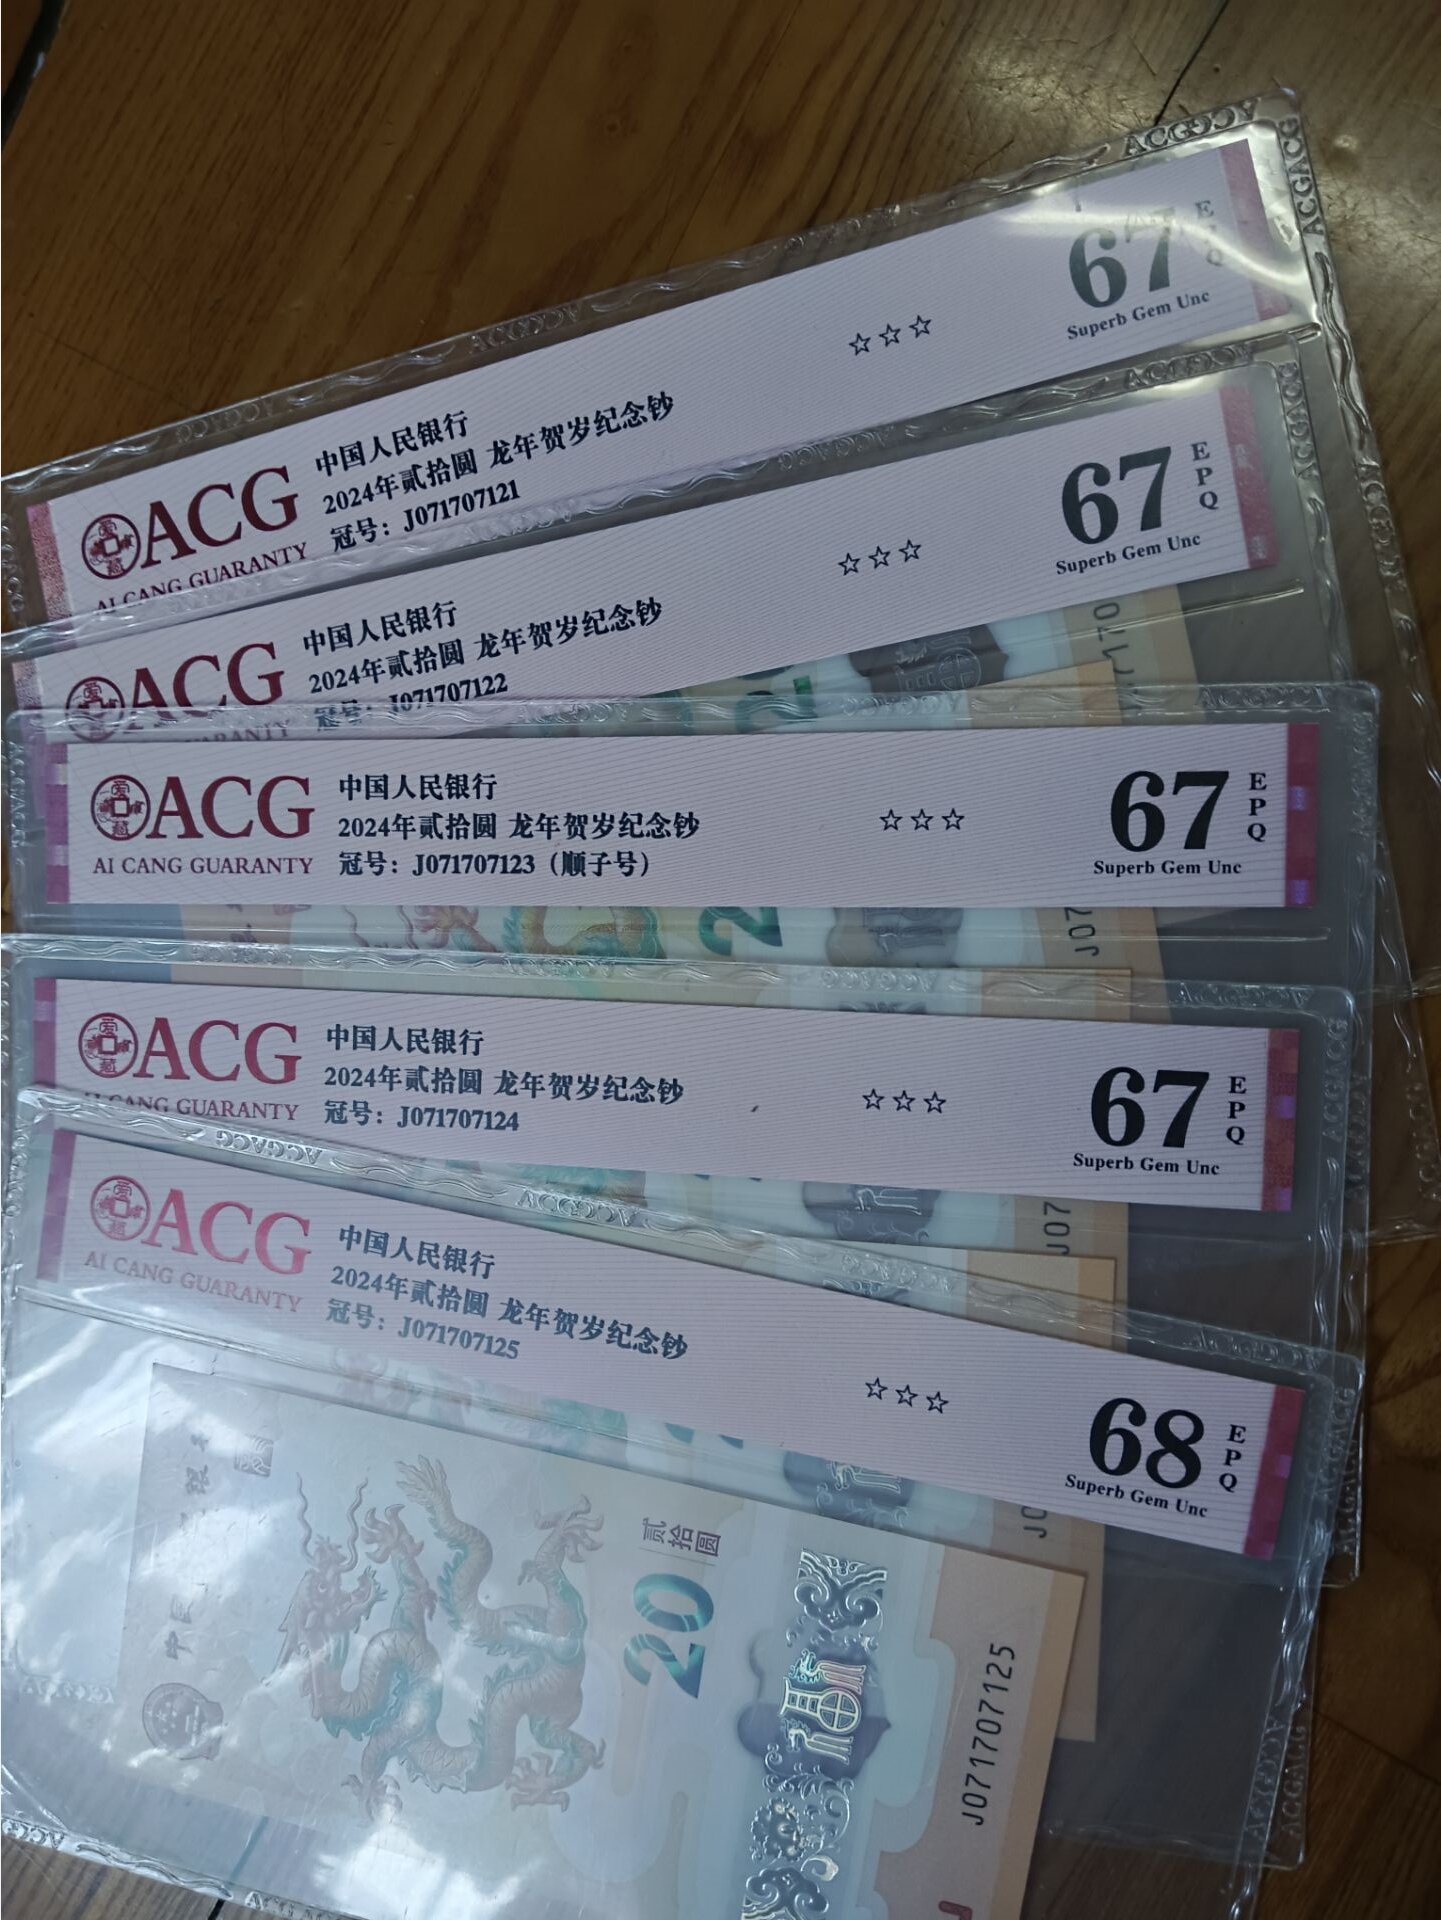 67
EPQ
Superb Gem Unc
☆☆☆
中国人民银行
2024年贰拾圆 龙年贺岁纪念钞
冠号：J071707121
ACG
AI CANG GUARANTY
67
EPQ
Superb Gem Unc
☆☆☆
中国人民银行
2024年贰拾圆 龙年贺岁纪念钞
冠号：J071707122
ACG
ACG
AI CANG GUARANTY
中国人民银行
2024年贰拾圆 龙年贺岁纪念钞
冠号：J071707123（顺子号）
☆☆☆
67
EPQ
Superb Gem Unc
J07
ACG
AI CANG GUARANTY
中国人民银行
2024年贰拾圆 龙年贺岁纪念钞
冠号：J071707124
☆☆☆
67
EPQ
Superb Gem Unc
J07
ACG
AI CANG GUARANTY
中国人民银行
2024年贰拾圆 龙年贺岁纪念钞
冠号：J071707125
☆☆☆
68
EPQ
Superb Gem Unc
贰拾圆
20
J071707125